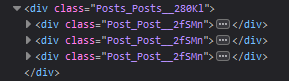 ▼ <div class="Posts_Posts__280Kl">
▶ <div class="Post_Post__2fSMn"> ••• </div>
▶ <div class="Post_Post__2fSMn"> ••• </div>
▶ <div class="Post_Post__2fSMn"> ••• </div>
</div>